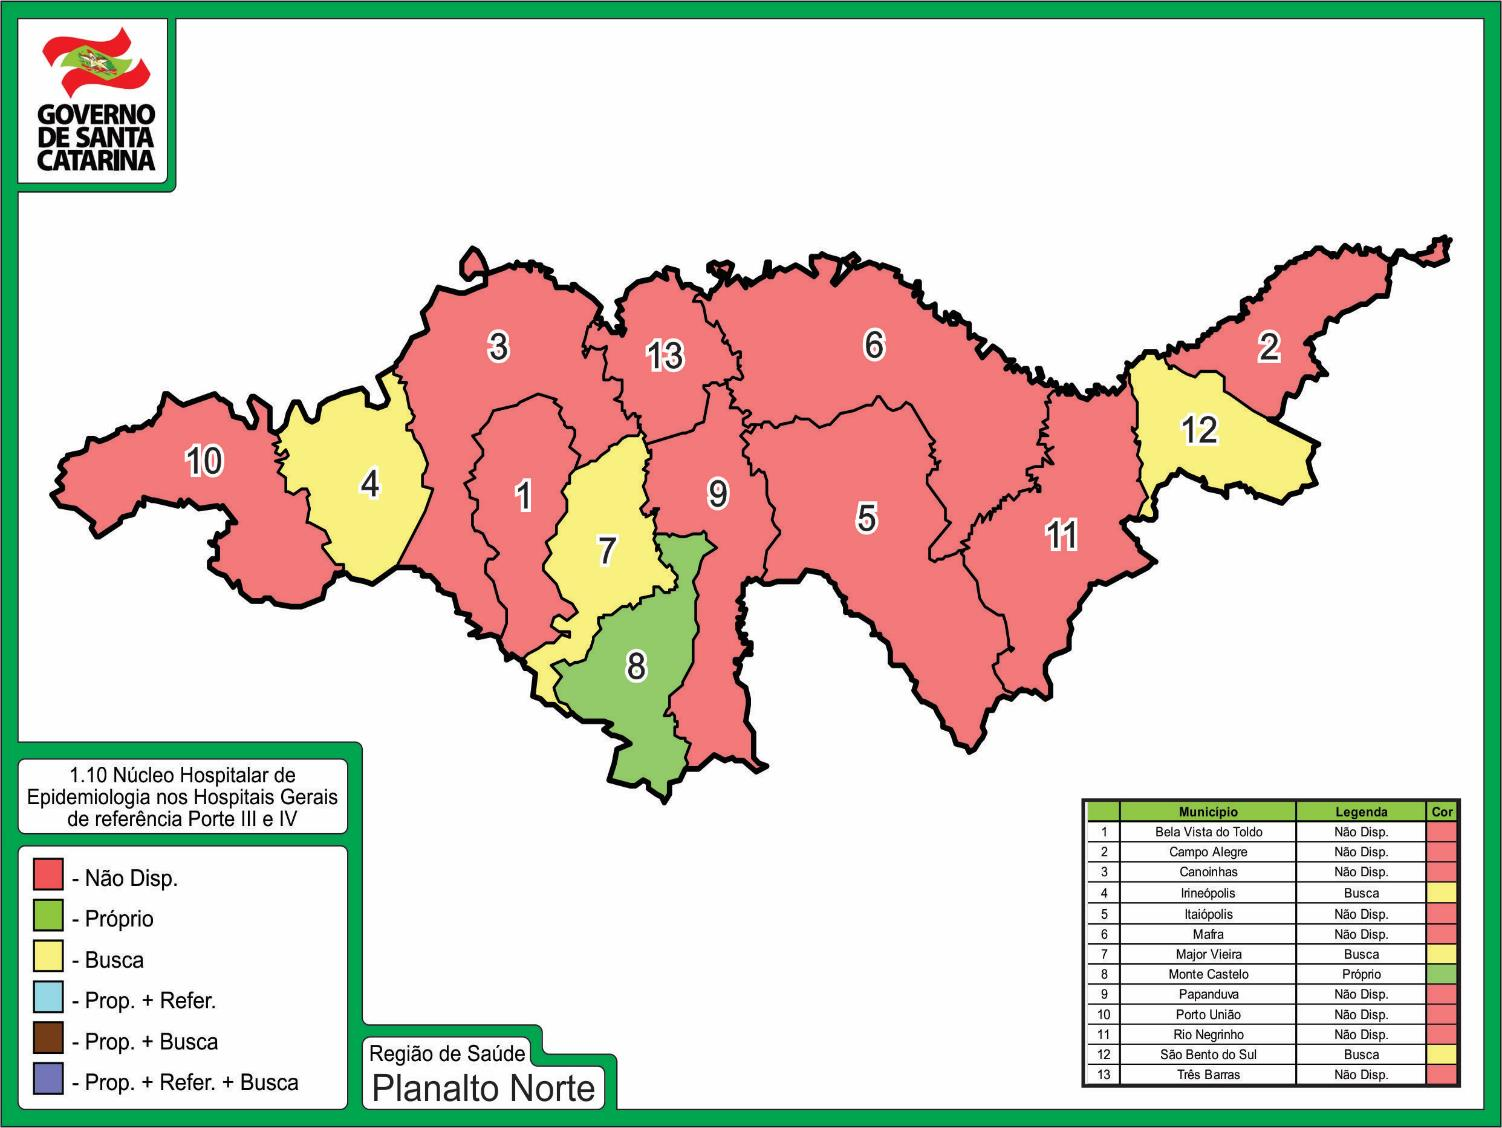 GOVERNO
DE SANTA
CATARINA
3
13
6
2
12
10
4
1
9
5
11
7
8
1.10 Núcleo Hospitalar de
Epidemiologia nos Hospitais Gerais
de referência Porte III e IV
- Não Disp.
- Próprio
- Busca
- Prop. + Refer.
- Prop. + Busca
- Prop. + Refer. + Busca
Região de Saúde
Planalto Norte
Município Legenda Cor
1 Bela Vista do Toldo Não Disp.
2 Campo Alegre Não Disp.
3 Canoinhas Não Disp.
4 Irineópolis Busca
5 Itaiópolis Não Disp.
6 Mafra Não Disp.
7 Major Vieira Busca
8 Monte Castelo Próprio
9 Papanduva Não Disp.
10 Porto União Não Disp.
11 Rio Negrinho Não Disp.
12 São Bento do Sul Busca
13 Três Barras Não Disp.